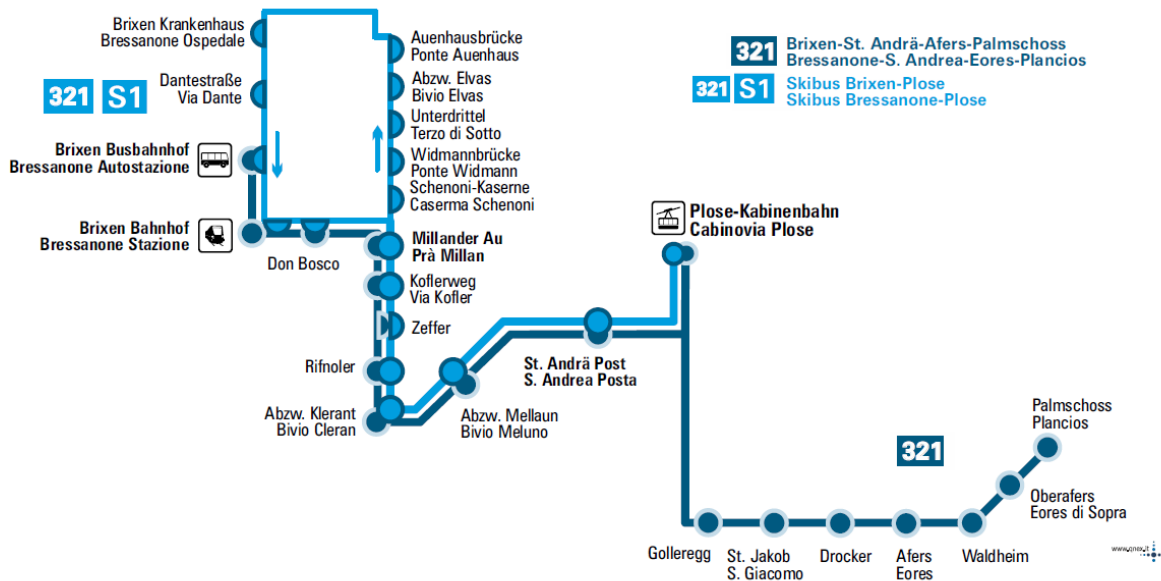 Brixen Krankenhaus
Bressanone Ospedale
321 S1
Dantestraße
Via Dante
Brixen Busbahnhof
Bressanone Autostazione
Brixen Bahnhof
Bressanone Stazione
Don Bosco
Auenhausbrücke
Ponte Auenhaus
Abzw. Elvas
Bivio Elvas
Unterdrittel
Terzo di Sotto
Widmannbrücke
Ponte Widmann
Schenoni-Kaserne
Caserma Schenoni
Millander Au
Prà Millan
Koflerweg
Via Kofler
Zeffer
Rifnoler
Abzw. Klerant
Bivio Cleran
Abzw. Mellaun
Bivio Meluno
St. Andrä Post
S. Andrea Posta
Plose-Kabinenbahn
Cabinovia Plose
321 Brixen-St. Andrä-Afers-Palmschoss
Bressanone-S. Andrea-Eores-Plancios
321 S1 Skibus Brixen-Plose
Skibus Bressanone-Plose
321
Golleregg
St. Jakob
S. Giacomo
Drocker
Afers
Eores
Waldheim
Oberafers
Eores di Sopra
Palmschoss
Plancios
www.qnex.it